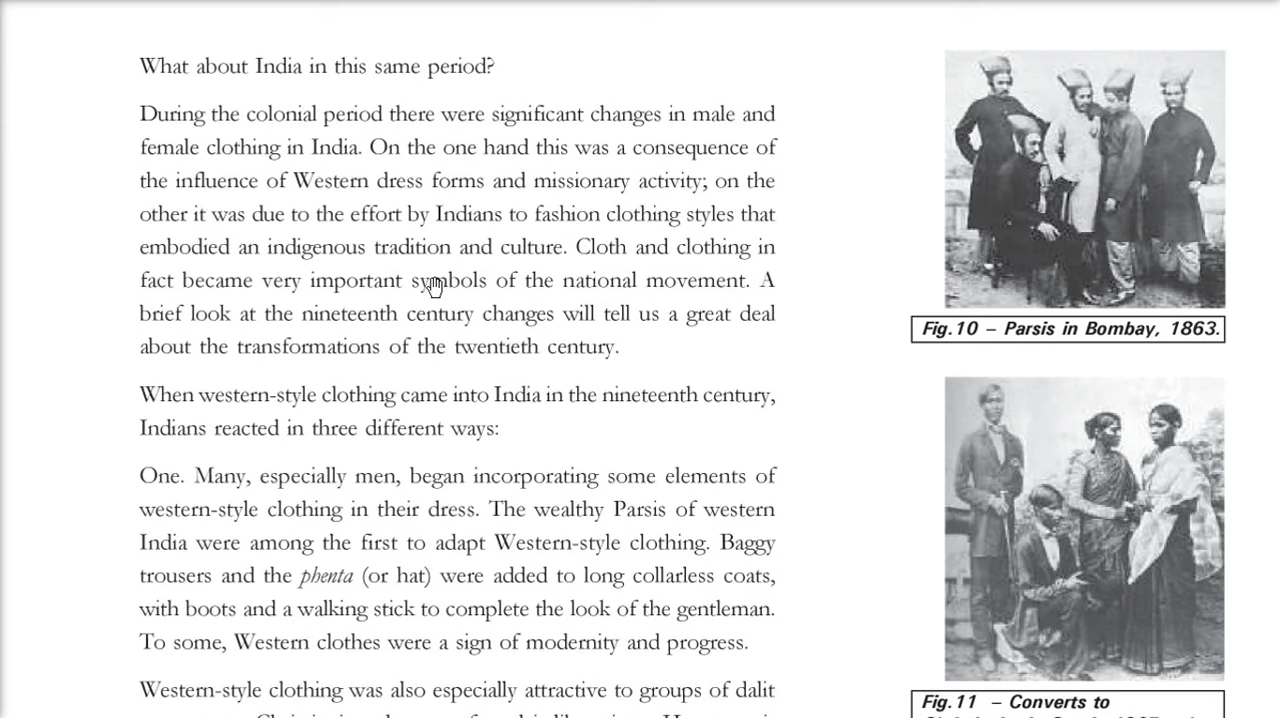 What about India in this same period?
During the colonial period there were significant changes in male and
female clothing in India. On the one hand this was a consequence of
the influence of Western dress forms and missionary activity; on the
other it was due to the effort by Indians to fashion clothing styles that
embodied an indigenous tradition and culture. Cloth and clothing in
fact became very important symbols of the national movement. A
brief look at the nineteenth century changes will tell us a great deal
about the transformations of the twentieth century.
When western-style clothing came into India in the nineteenth century,
Indians reacted in three different ways:
One. Many, especially men, began incorporating some elements of
western-style clothing in their dress. The wealthy Parsis of western
India were among the first to adapt Western-style clothing. Baggy
trousers and the phenta (or hat) were added to long collarless coats,
with boots and a walking stick to complete the look of the gentleman.
To some, Western clothes were a sign of modernity and progress.
Western-style clothing was also especially attractive to groups of dalit
Fig.10 – Parsis in Bombay, 1863.
Fig.11 – Converts to